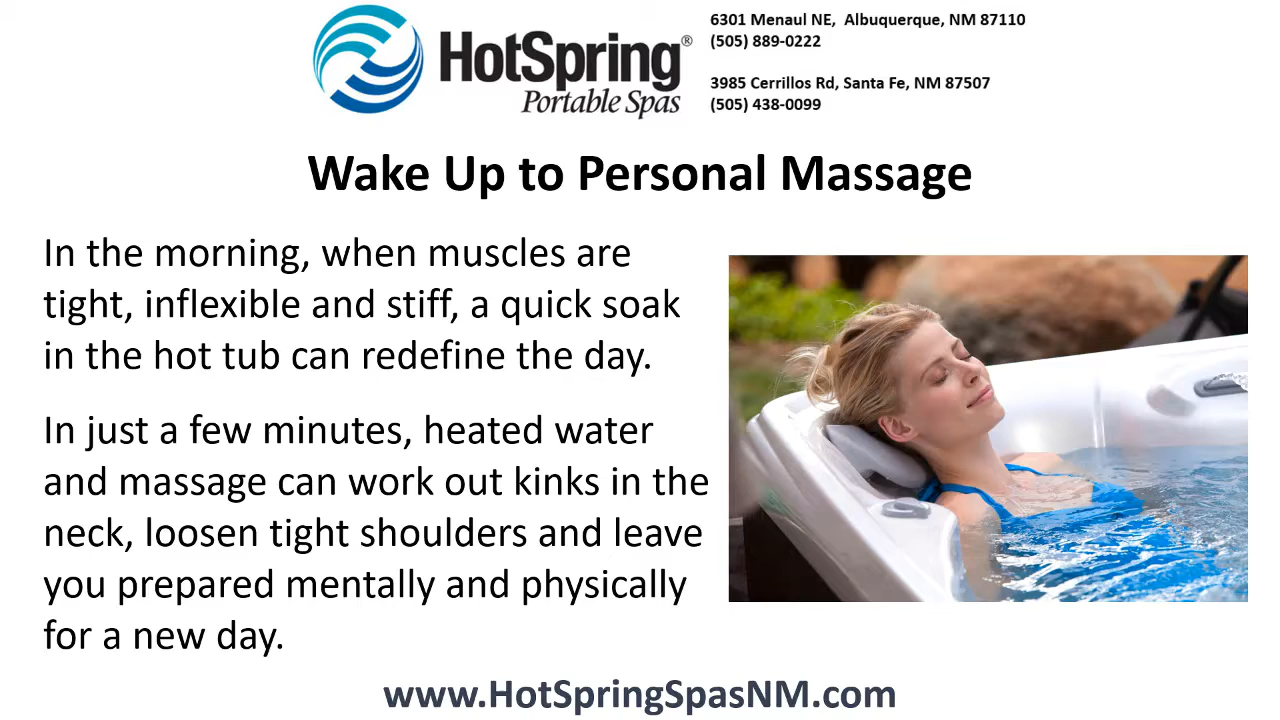 HotSpring®
Portable Spas
6301 Menaul NE, Albuquerque, NM 87110
(505) 889-0222
3985 Cerrillos Rd, Santa Fe, NM 87507
(505) 438-0099
Wake Up to Personal Massage
In the morning, when muscles are
tight, inflexible and stiff, a quick soak
in the hot tub can redefine the day.
In just a few minutes, heated water
and massage can work out kinks in the
neck, loosen tight shoulders and leave
you prepared mentally and physically
for a new day.
www.HotSpringSpasNM.com